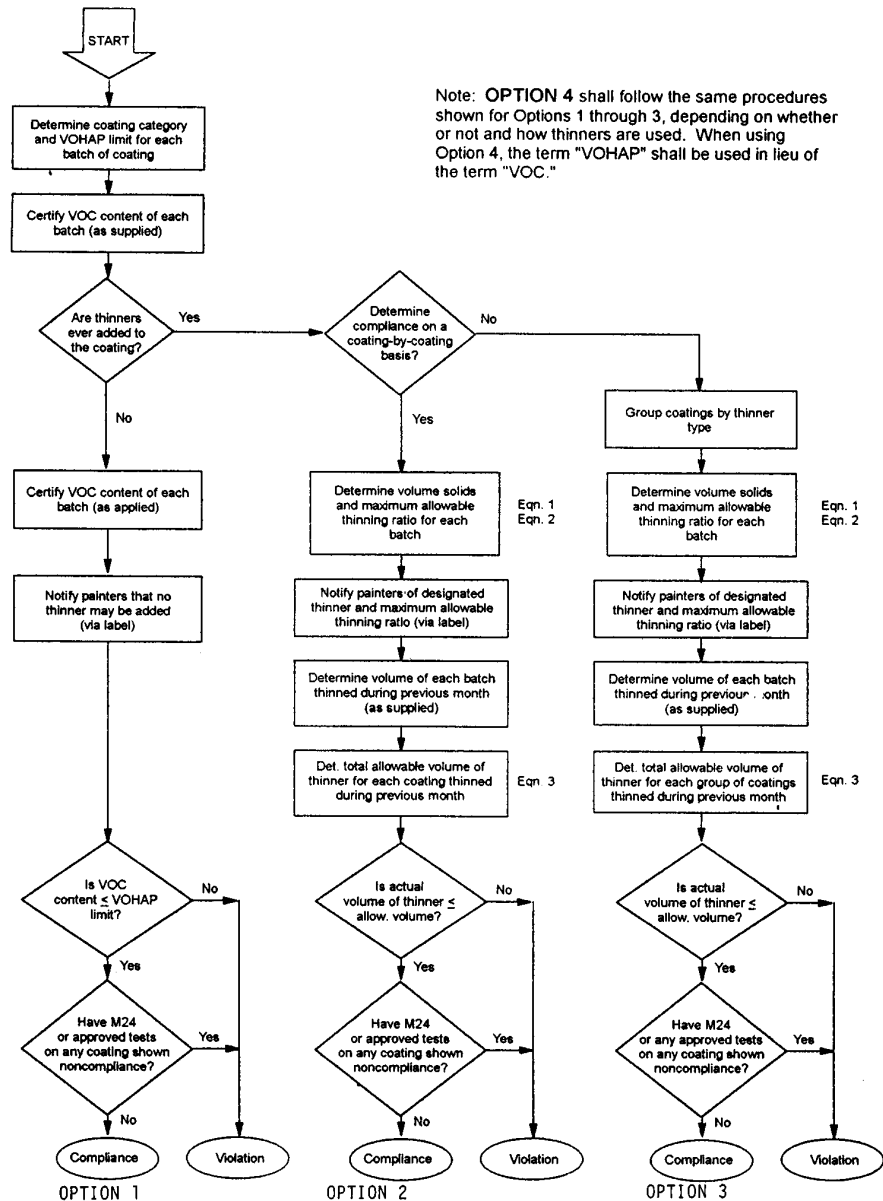 START
Note: OPTION 4 shall follow the same procedures
shown for Options 1 through 3, depending on whether
or not and how thinners are used. When using
Option 4, the term "VOHAP" shall be used in lieu of
the term "VOC."
Determine coating category
and VOHAP limit for each
batch of coating
Certify VOC content of each
batch (as supplied)
Are thinners
ever added to
the coating?
Yes
No
Determine
compliance on a
coating-by-coating
basis?
No
Yes
Certify VOC content of each
batch (as applied)
Notify painters that no
thinner may be added
(via label)
Is VOC
content ≤ VOHAP
limit?
No
Yes
Have M24
or approved tests
on any coating shown
noncompliance?
Yes
No
Compliance
Violation
OPTION 1
Determine volume solids
and maximum allowable
thinning ratio for each
batch
Eqn. 1
Eqn. 2
Notify painters of designated
thinner and maximum allowable
thinning ratio (via label)
Determine volume of each batch
thinned during previous month
(as supplied)
Det. total allowable volume of
thinner for each coating thinned
during previous month
Eqn. 3
Is actual
volume of thinner ≤
allow. volume?
No
Yes
Have M24
or approved tests
on any coating shown
noncompliance?
Yes
No
Compliance
Violation
OPTION 2
Group coatings by thinner
type
Determine volume solids
and maximum allowable
thinning ratio for each
batch
Eqn. 1
Eqn. 2
Notify painters of designated
thinner and maximum allowable
thinning ratio (via label)
Determine volume of each batch
thinned during previous month
(as supplied)
Det. total allowable volume of
thinner for each group of coatings
thinned during previous month
Eqn. 3
Is actual
volume of thinner ≤
allow. volume?
No
Yes
Have M24
or any approved tests
on any coating shown
noncompliance?
Yes
No
Compliance
Violation
OPTION 3